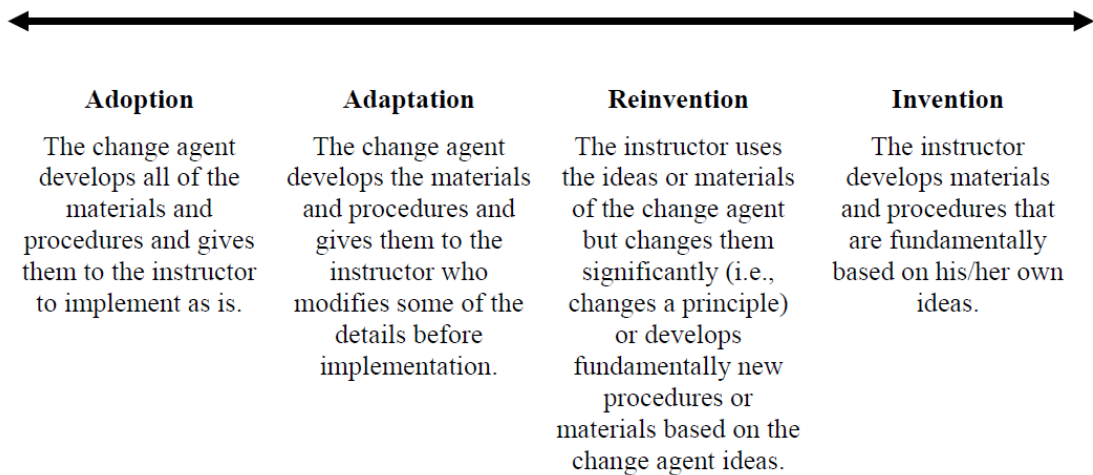 Adoption
The change agent
develops all of the
materials and
procedures and gives
them to the instructor
to implement as is.
Adaptation
The change agent
develops the materials
and procedures and
gives them to the
instructor who
modifies some of the
details before
implementation.
Reinvention
The instructor uses
the ideas or materials
of the change agent
but changes them
significantly (i.e.,
changes a principle)
or develops
fundamentally new
procedures or
materials based on the
change agent ideas.
Invention
The instructor
develops materials
and procedures that
are fundamentally
based on his/her own
ideas.